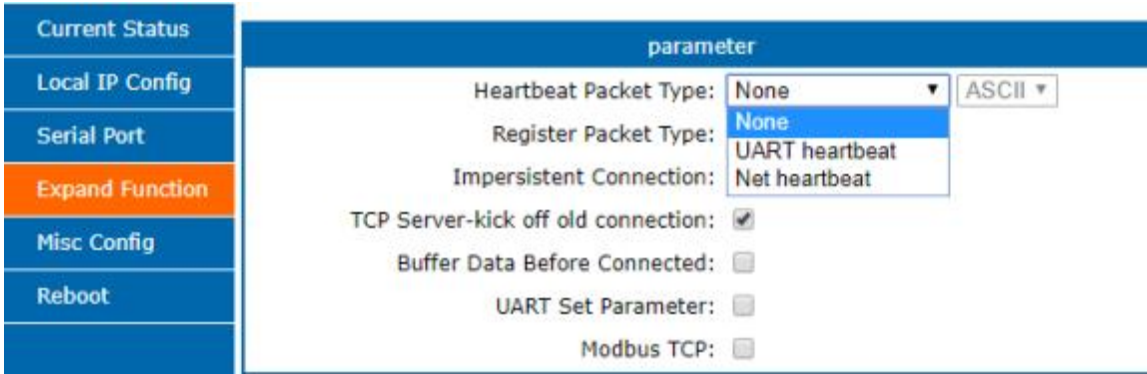 Current Status
Local IP Config
Serial Port
Expand Function
Misc Config
Reboot
parameter
Heartbeat Packet Type: None ASCII
None
Register Packet Type:
UART heartbeat
Impersistent Connection:
Net heartbeat
TCP Server-kick off old connection:
Buffer Data Before Connected:
UART Set Parameter:
Modbus TCP: